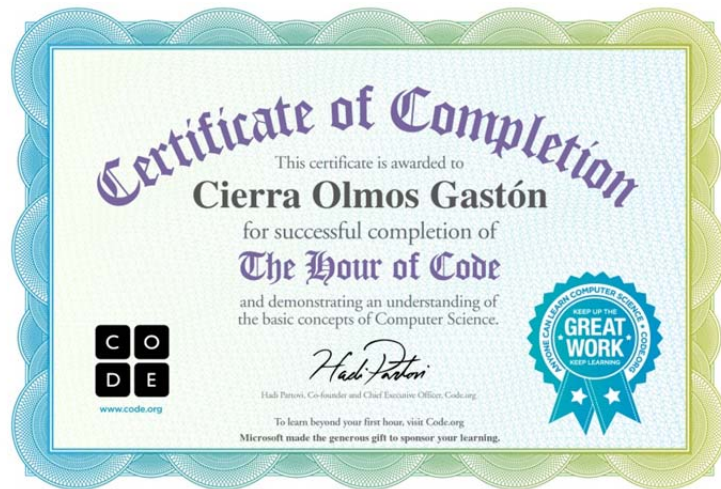 Certificate of Completion
This certificate is awarded to
Cierra Olmos Gastón
for successful completion of
The Hour of Code
and demonstrating an understanding of
the basic concepts of Computer Science.
Hadi Partovi
Hadi Partovi, Co-founder and Chief Executive Officer, Code.org
To learn beyond your first hour, visit Code.org
Microsoft made the generous gift to sponsor your learning.
C O
D E
www.code.org
ANYONE CAN LEARN COMPUTER SCIENCE • CODE.ORG
KEEP UP THE
GREAT
WORK
KEEP LEARNING